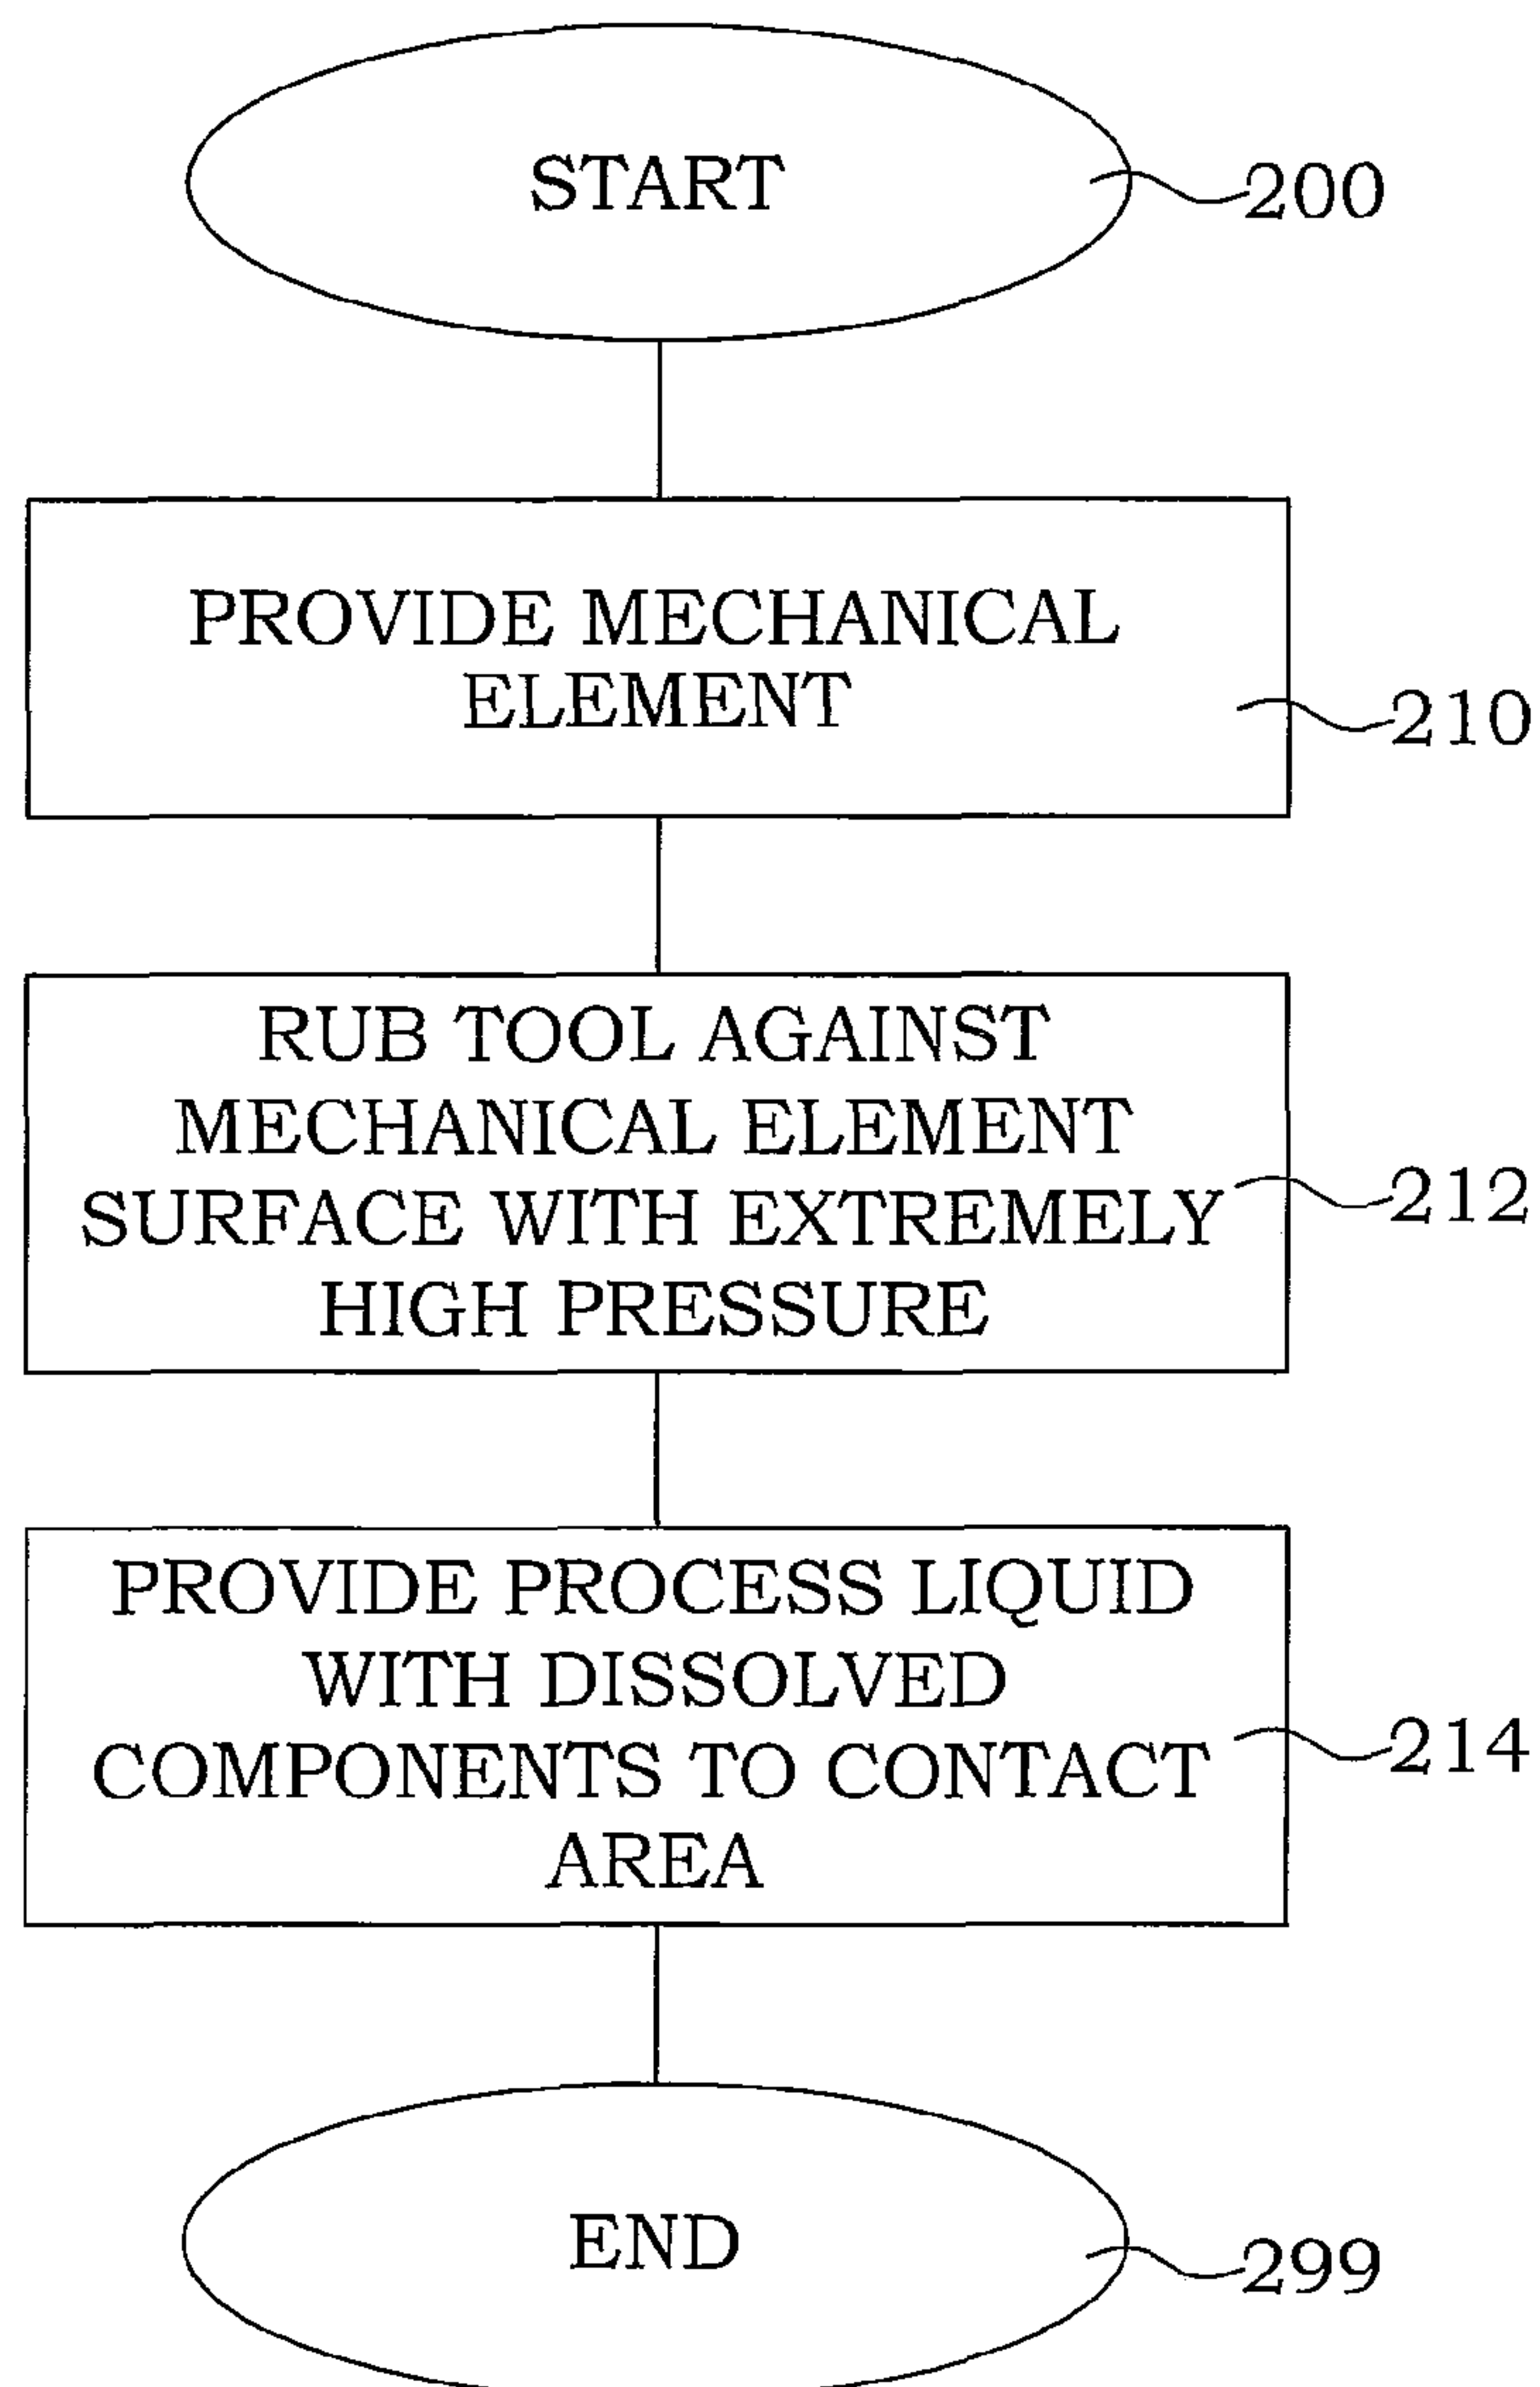 START
200
PROVIDE MECHANICAL
ELEMENT
210
RUB TOOL AGAINST
MECHANICAL ELEMENT
SURFACE WITH EXTREMELY
HIGH PRESSURE
212
PROVIDE PROCESS LIQUID
WITH DISSOLVED
COMPONENTS TO CONTACT
AREA
214
END
299